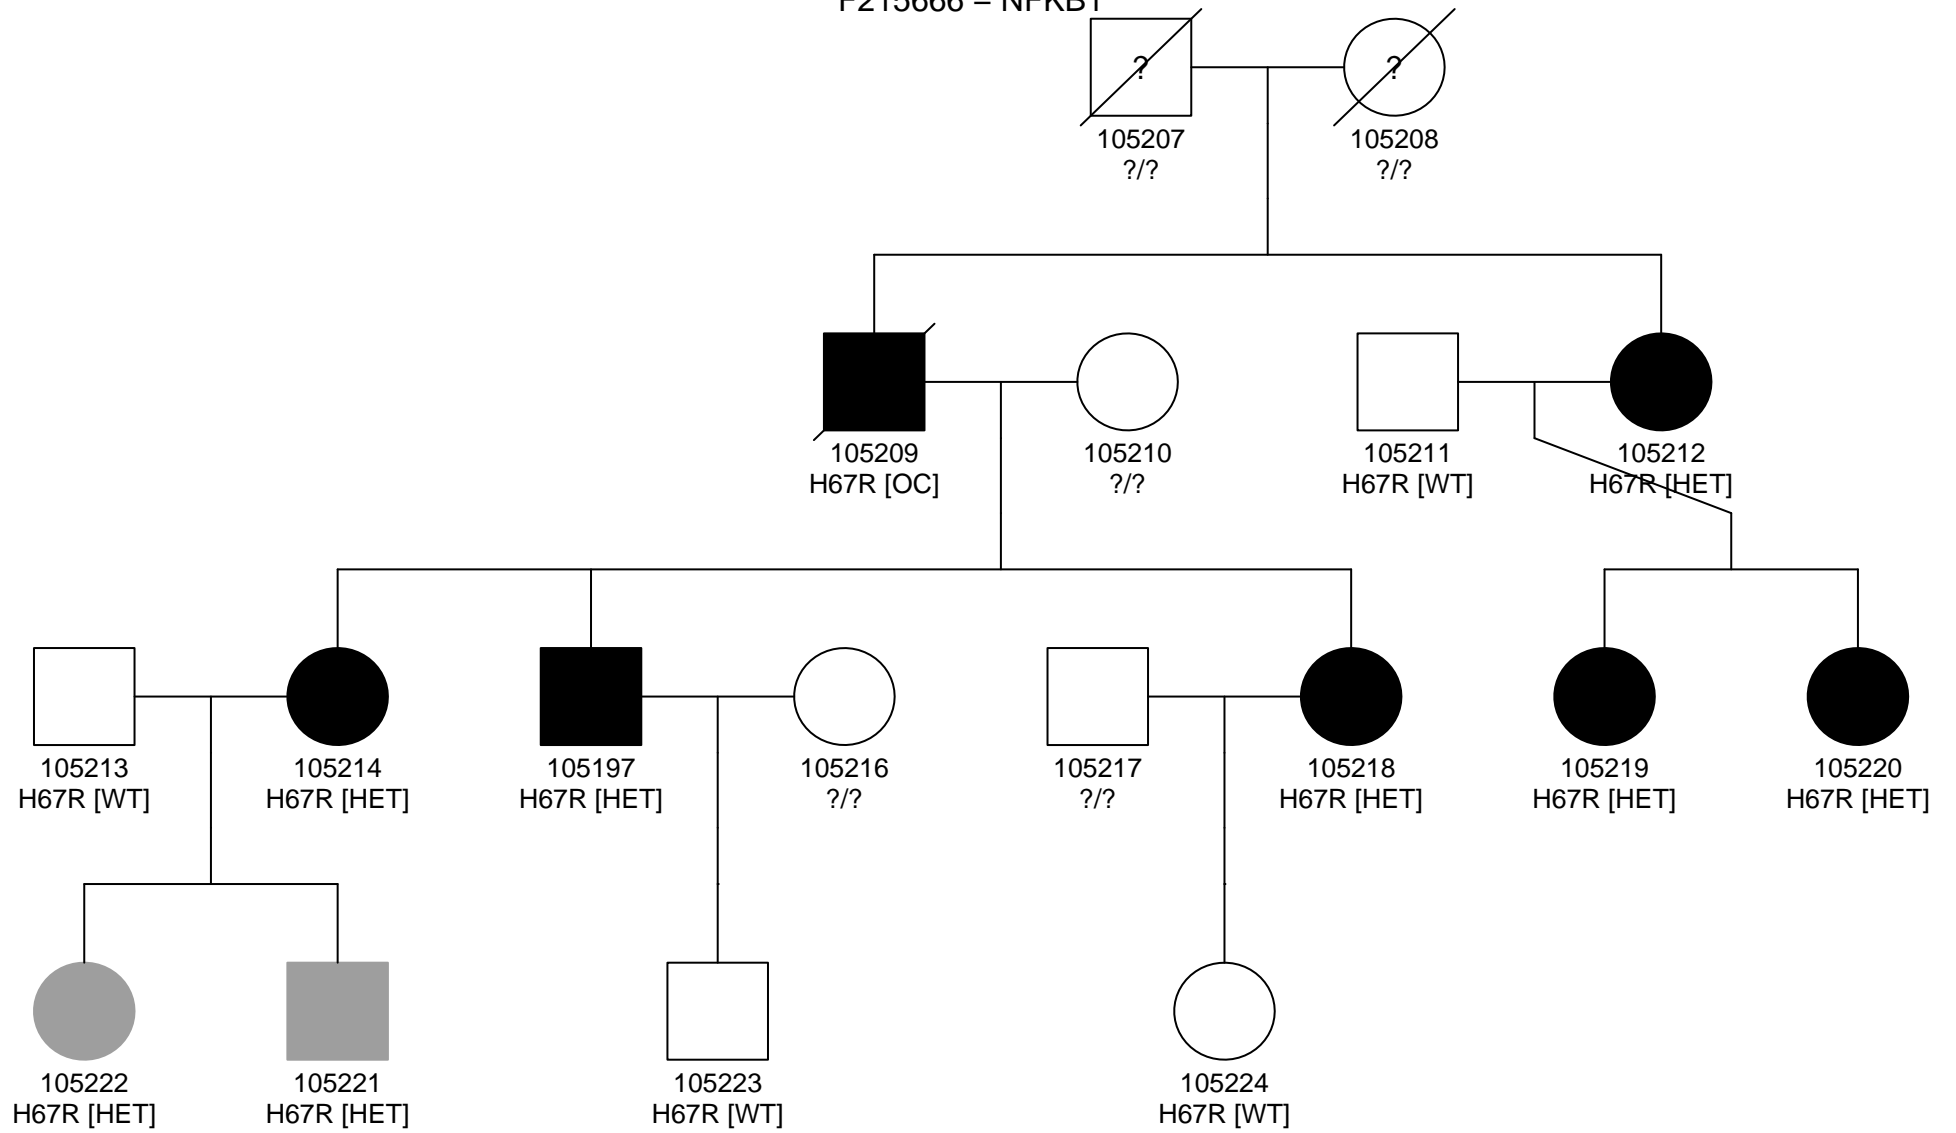 F215666 = NFKB1
?
?
105207
?/?
105208
?/?
105209
H67R [OC]
105210
?/?
105211
H67R [WT]
105212
H67R [HET]
105213
H67R [WT]
105214
H67R [HET]
105197
H67R [HET]
105216
?/?
105217
?/?
105218
H67R [HET]
105219
H67R [HET]
105220
H67R [HET]
105222
H67R [HET]
105221
H67R [HET]
105223
H67R [WT]
105224
H67R [WT]